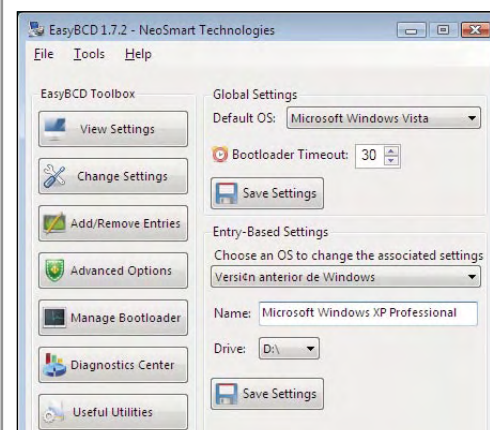 EasyBCD 1.7.2 - NeoSmart Technologies
File Tools Help
EasyBCD Toolbox
View Settings
Change Settings
Add/Remove Entries
Advanced Options
Manage Bootloader
Diagnostics Center
Useful Utilities
Global Settings
Default OS: Microsoft Windows Vista
Bootloader Timeout: 30
Save Settings
Entry-Based Settings
Choose an OS to change the associated settings
Versi¢n anterior de Windows
Name: Microsoft Windows XP Professional
Drive: D:\
Save Settings